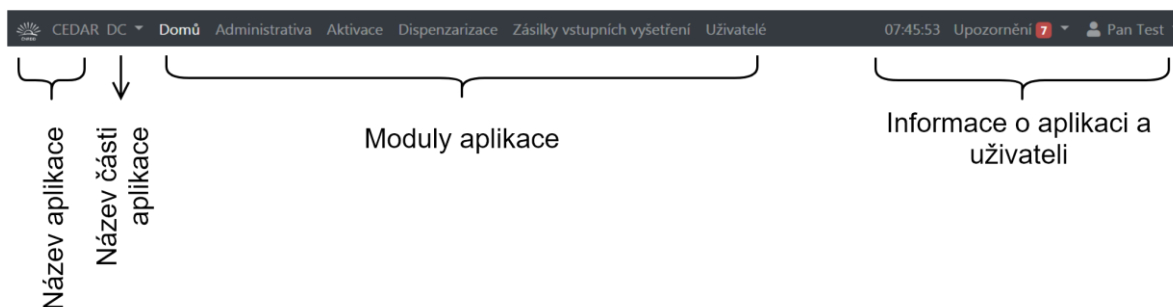 CEDAR DC Domů Administrativa Aktivace Dispenzarizace Zásilky vstupních vyšetření Uživatelé 07:45:53 Upozornění 7 Pan Test
Název aplikace
Název části
aplikace
Moduly aplikace
Informace o aplikaci a
uživateli